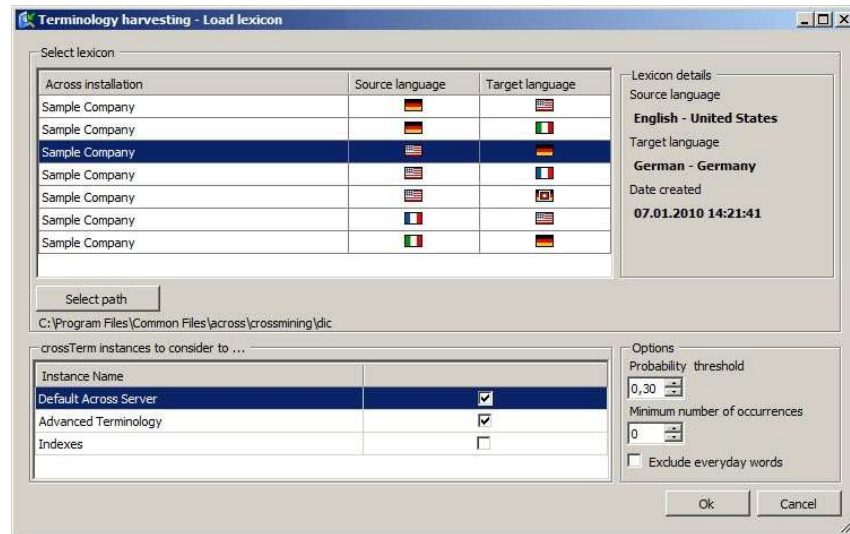 Terminology harvesting - Load lexicon
Select lexicon
Across installation Source language Target language
Sample Company
Sample Company
Sample Company
Sample Company
Sample Company
Sample Company
Sample Company
Lexicon details
Source language
English - United States
Target language
German - Germany
Date created
07.01.2010 14:21:41
Select path
C:\Program Files\Common Files\across\crossmining\dic
crossTerm instances to consider to ...
Instance Name
Default Across Server
Advanced Terminology
Indexes
Options
Probability threshold
0,30
Minimum number of occurrences
0
Exclude everyday words
Ok Cancel